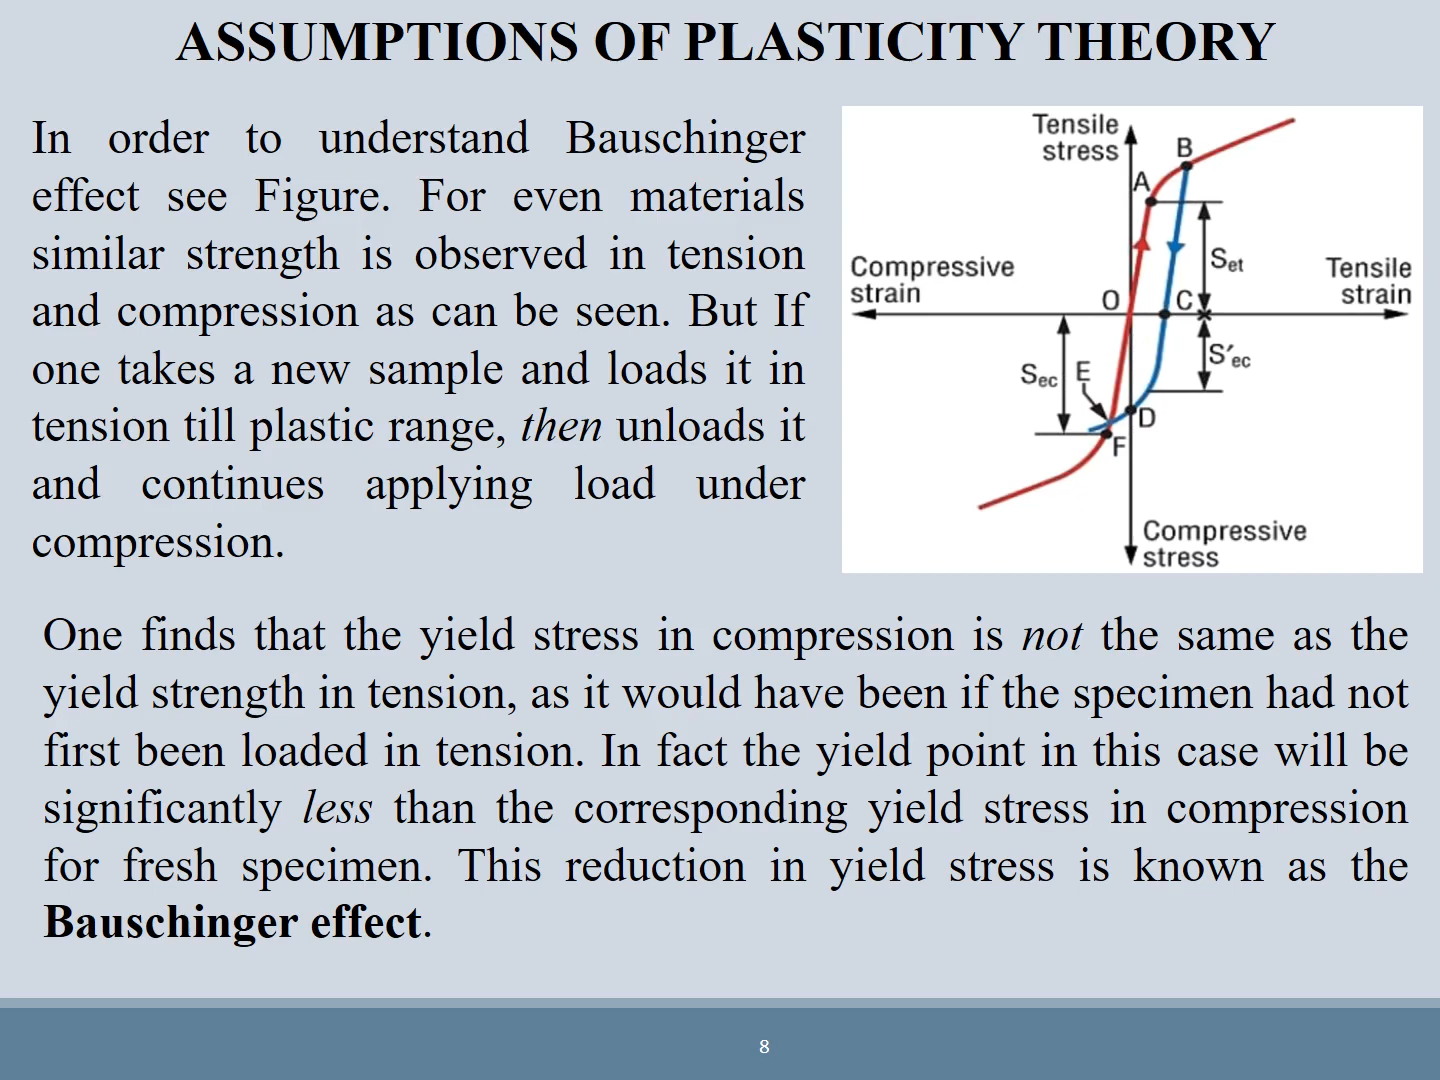 ASSUMPTIONS OF PLASTICITY THEORY
In order to understand Bauschinger
effect see Figure. For even materials
similar strength is observed in tension
and compression as can be seen. But If
one takes a new sample and loads it in
tension till plastic range, then unloads it
and continues applying load under
compression.
Tensile
stress
B
A
Set
Compressive
strain
O
C
Tensile
strain
S′ec
Sec
E
D
F
Compressive
stress
One finds that the yield stress in compression is not the same as the
yield strength in tension, as it would have been if the specimen had not
first been loaded in tension. In fact the yield point in this case will be
significantly less than the corresponding yield stress in compression
for fresh specimen. This reduction in yield stress is known as the
Bauschinger effect.
8